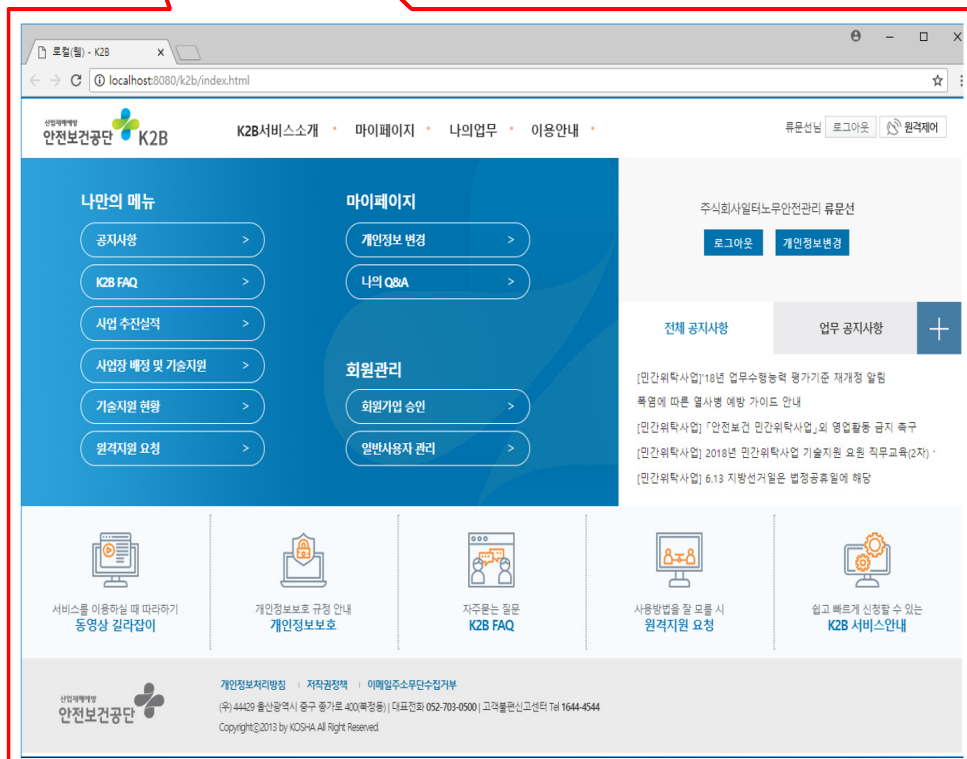 로컬(웹) - K2B
localhost:8080/k2b/index.html
산업재해예방
안전보건공단 K2B
K2B서비스소개 마이페이지 나의업무 이용안내
류문선님 로그아웃 원격제어
나만의 메뉴
공지사항 >
K2B FAQ >
사업 추진실적 >
사업장 배정 및 기술지원 >
기술지원 현황 >
원격지원 요청 >
마이페이지
개인정보 변경 >
나의 Q&A >
회원관리
회원가입 승인 >
일반사용자 관리 >
주식회사일터노무안전관리 류문선
로그아웃 개인정보변경
전체 공지사항 업무 공지사항
[민간위탁사업]'18년 업무수행능력 평가기준 재개정 알림
폭염에 따른 열사병 예방 가이드 안내
[민간위탁사업] 「안전보건 민간위탁사업」외 영업활동 금지 촉구
[민간위탁사업] 2018년 민간위탁사업 기술지원 요원 직무교육(2차)
[민간위탁사업] 6.13 지방선거일은 법정공휴일에 해당
서비스를 이용하실 때 따라하기
동영상 길라잡이
개인정보보호 규정 안내
개인정보보호
자주묻는 질문
K2B FAQ
사용방법을 잘 모를 시
원격지원 요청
쉽고 빠르게 신청할 수 있는
K2B 서비스안내
산업재해예방
안전보건공단
개인정보처리방침 | 저작권정책 | 이메일주소무단수집거부
(우) 44429 울산광역시 중구 종가로 400(북정동) | 대표전화 052-703-0500 | 고객불편신고센터 Tel 1644-4544
Copyright©2013 by KOSHA All Right Reserved.